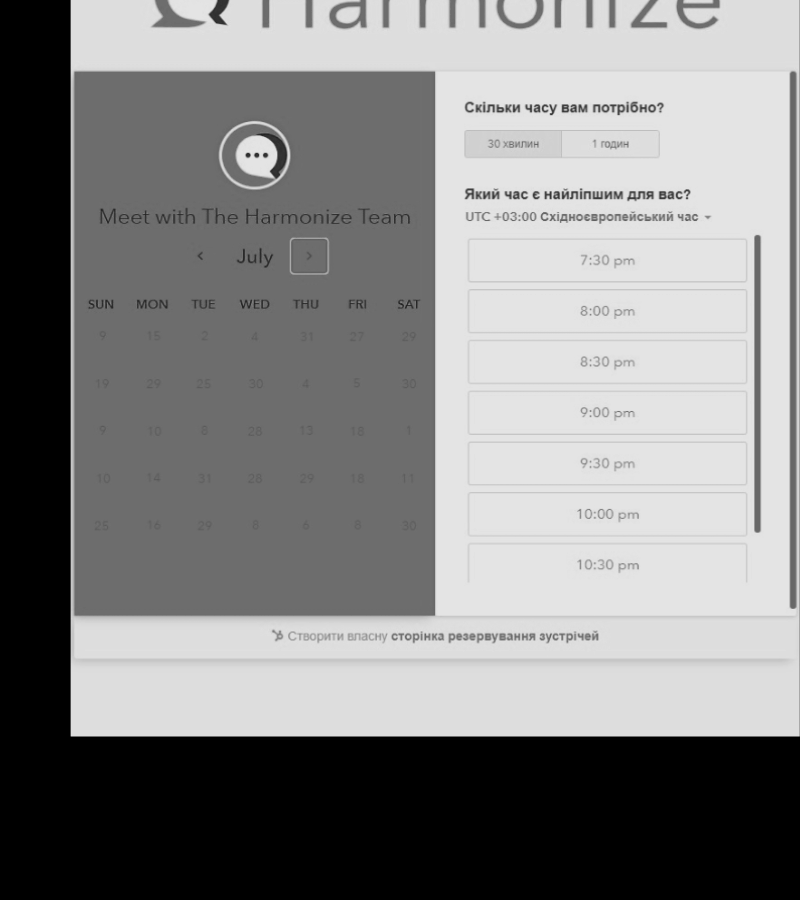 Harmonize
Meet with The Harmonize Team
July
SUN MON TUE WED THU FRI SAT
9 15 2 4 31 27 29
19 29 25 30 4 5 30
9 10 8 28 13 18 1
10 14 31 28 29 18 11
25 16 29 8 6 8 30
Скільки часу вам потрібно?
30 хвилин 1 годин
Який час є найліпшим для вас?
UTC +03:00 Східноєвропейський час
7:30 pm
8:00 pm
8:30 pm
9:00 pm
9:30 pm
10:00 pm
10:30 pm
Створити власну сторінка резервування зустрічей